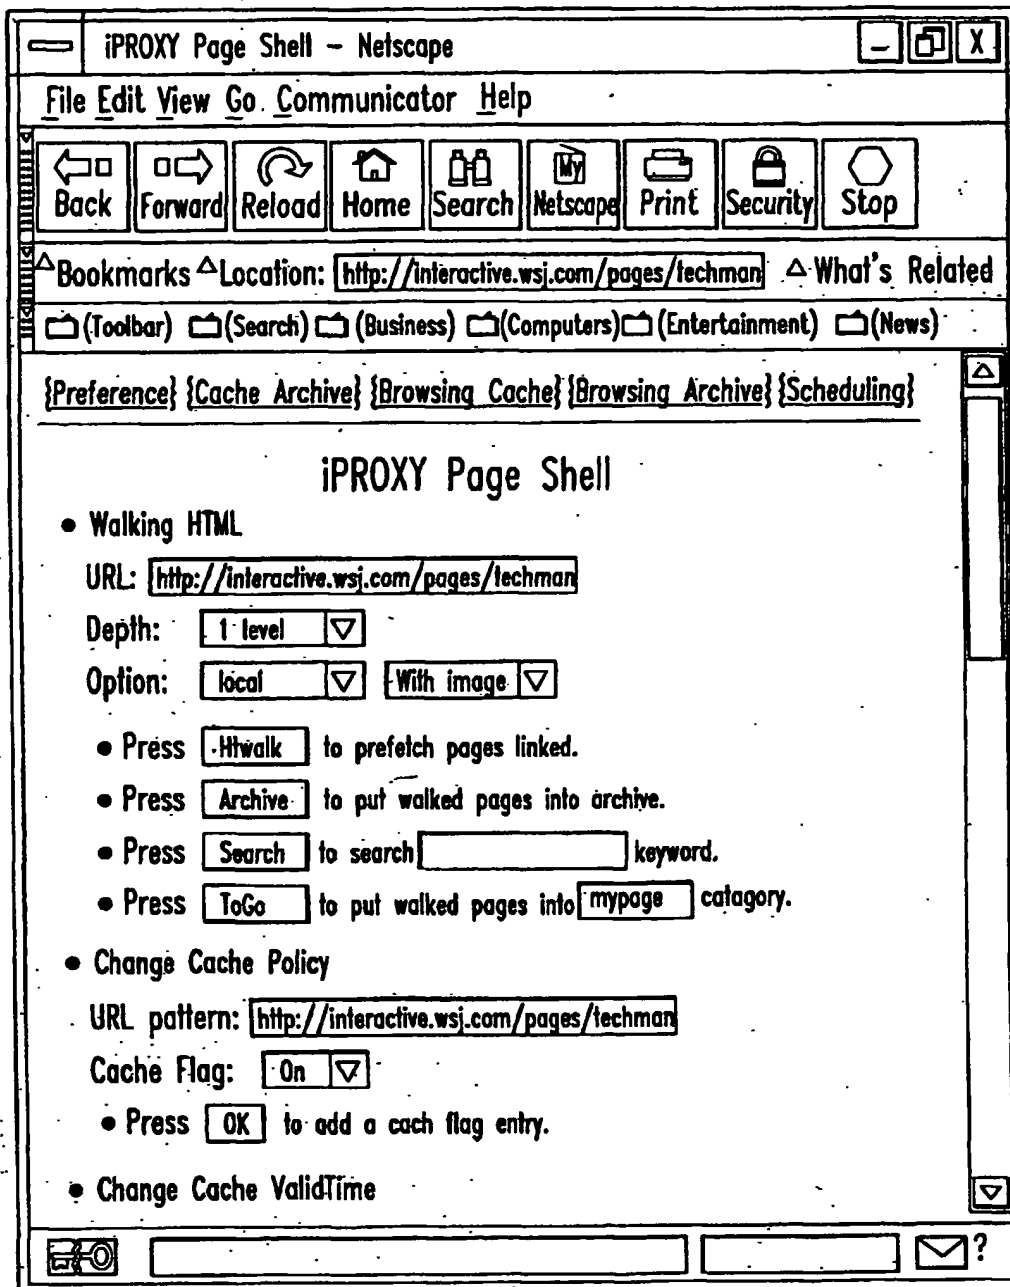 iPROXY Page Shell – Netscape
File Edit View Go Communicator Help
Back Forward Reload Home Search My Netscape Print Security Stop
Bookmarks Location: http://interactive.wsj.com/pages/techman What's Related
(Toolbar) (Search) (Business) (Computers) (Entertainment) (News)
{Preference} {Cache Archive} {Browsing Cache} {Browsing Archive} {Scheduling}
iPROXY Page Shell
• Walking HTML
URL: http://interactive.wsj.com/pages/techman
Depth: 1 level
Option: local With image
• Press Htwalk to prefetch pages linked.
• Press Archive to put walked pages into archive.
• Press Search to search keyword.
• Press ToGo to put walked pages into mypage catagory.
• Change Cache Policy
URL pattern: http://interactive.wsj.com/pages/techman
Cache Flag: On
• Press OK to add a cach flag entry.
• Change Cache ValidTime
?